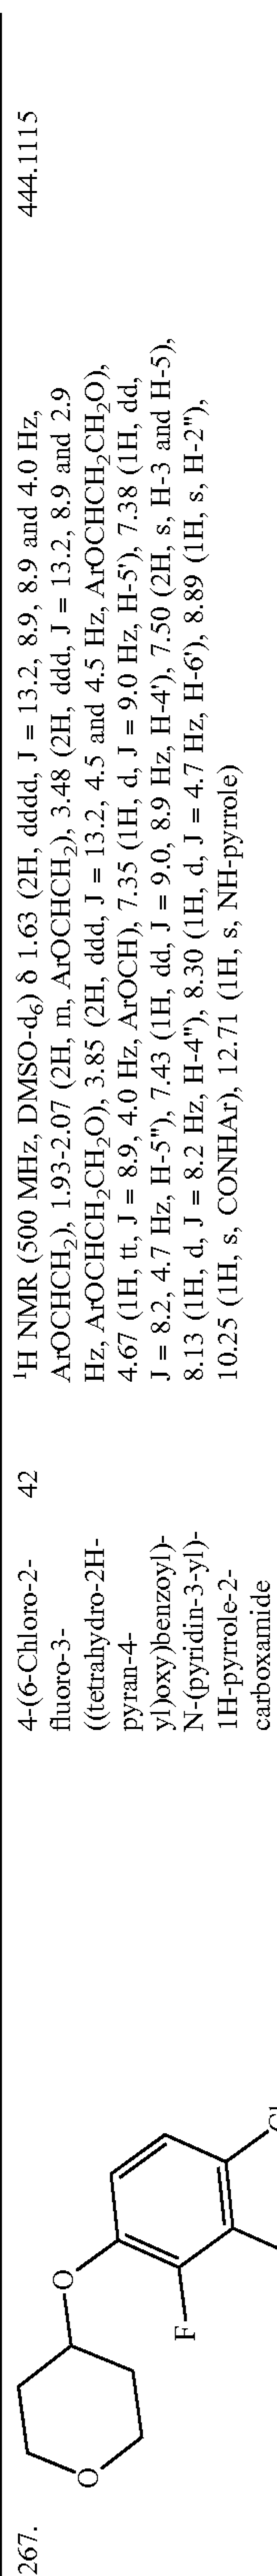 267.
O
O
F
Cl
4-(6-Chloro-2-
fluoro-3-
((tetrahydro-2H-
pyran-4-
yl)oxy)benzoyl)-
N-(pyridin-3-yl)-
1H-pyrrole-2-
carboxamide
42
¹H NMR (500 MHz, DMSO-d₆) δ 1.63 (2H, dddd, J = 13.2, 8.9, 8.9 and 4.0 Hz,
ArOCHCH₂), 1.93-2.07 (2H, m, ArOCHCH₂), 3.48 (2H, ddd, J = 13.2, 8.9 and 2.9
Hz, ArOCHCH₂CH₂O), 3.85 (2H, ddd, J = 13.2, 4.5 and 4.5 Hz, ArOCHCH₂CH₂O),
4.67 (1H, tt, J = 8.9, 4.0 Hz, ArOCH), 7.35 (1H, d, J = 9.0 Hz, H-5'), 7.38 (1H, dd,
J = 8.2, 4.7 Hz, H-5"), 7.43 (1H, dd, J = 9.0, 8.9 Hz, H-4'), 7.50 (2H, s, H-3 and H-5),
8.13 (1H, d, J = 8.2 Hz, H-4"), 8.30 (1H, d, J = 4.7 Hz, H-6'), 8.89 (1H, s, H-2"),
10.25 (1H, s, CONHAr), 12.71 (1H, s, NH-pyrrole)
444.1115